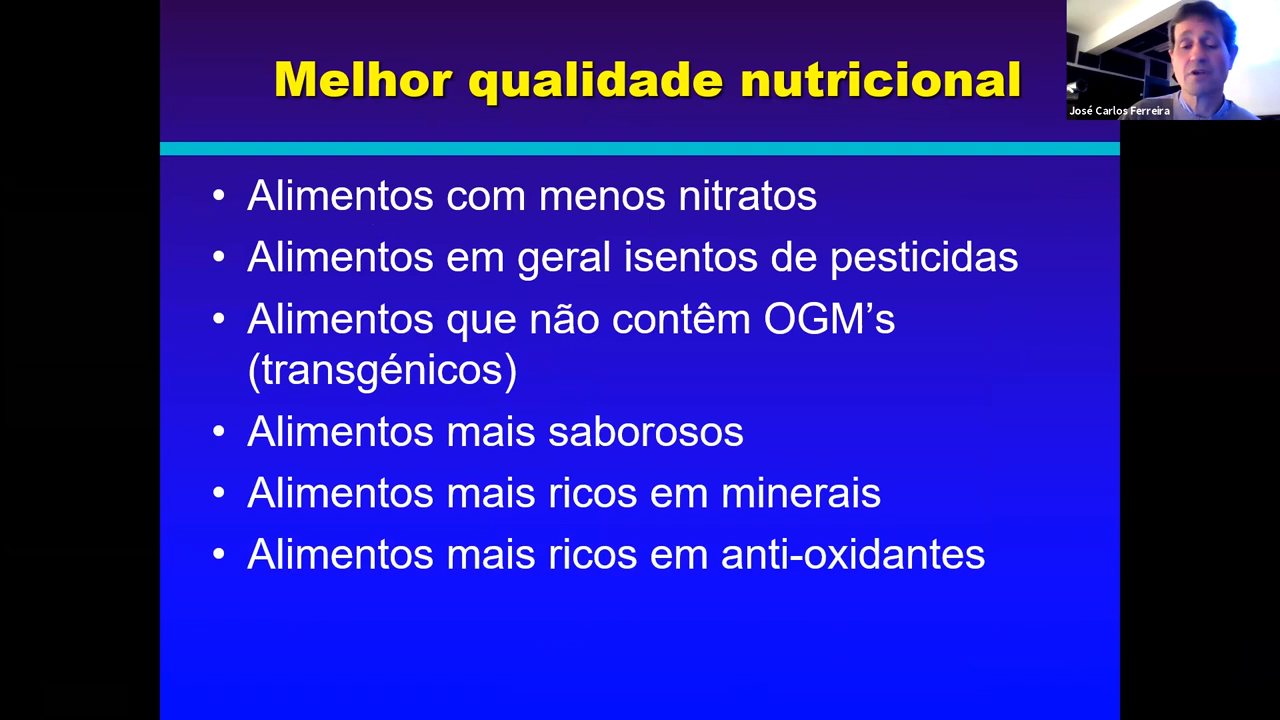 Melhor qualidade nutricional
José Carlos Ferreira
• Alimentos com menos nitratos
• Alimentos em geral isentos de pesticidas
• Alimentos que não contêm OGM’s
(transgénicos)
• Alimentos mais saborosos
• Alimentos mais ricos em minerais
• Alimentos mais ricos em anti-oxidantes